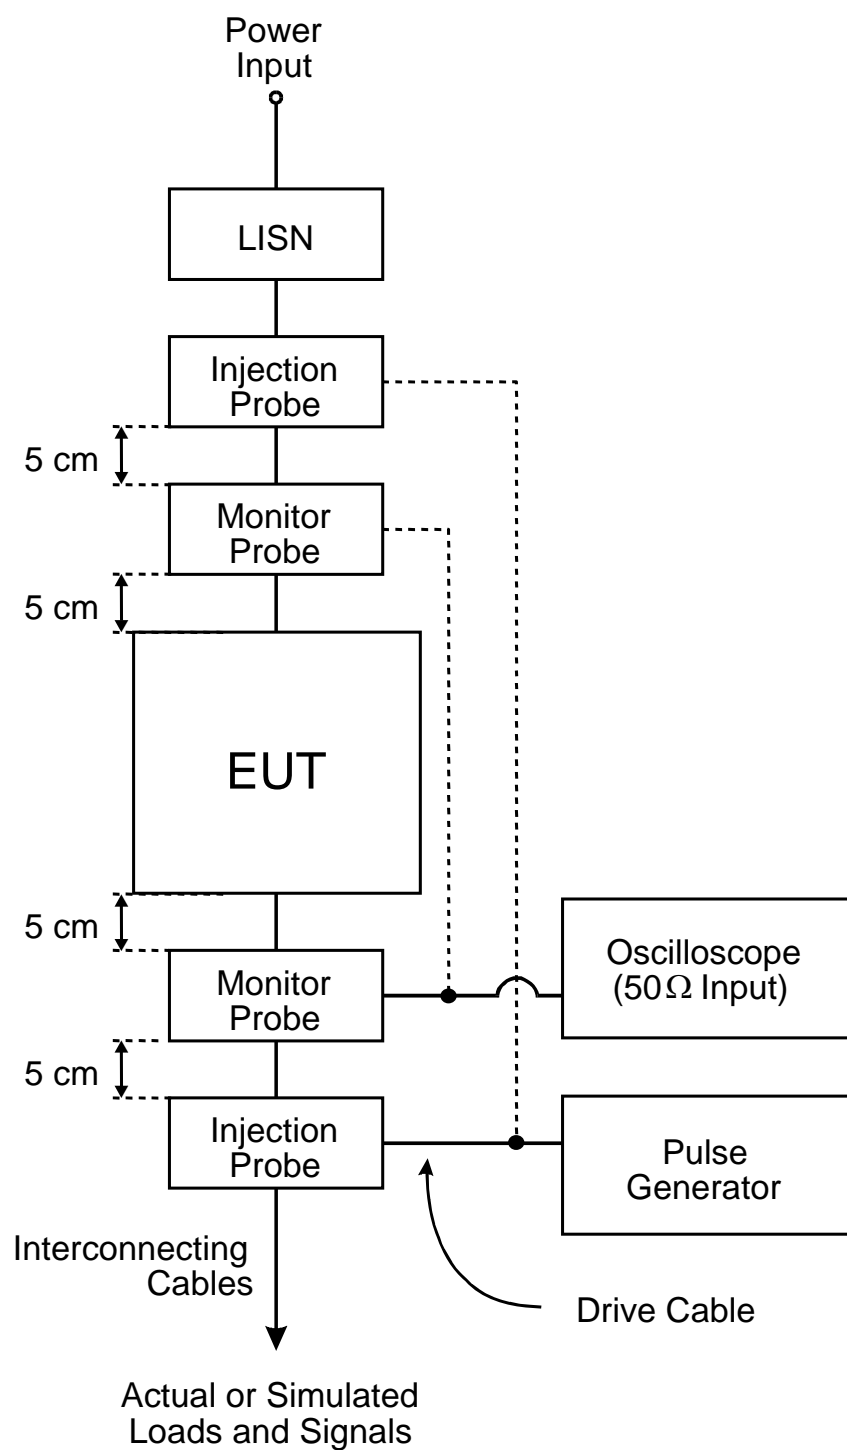 Power
Input
LISN
Injection
Probe
5 cm
Monitor
Probe
5 cm
EUT
5 cm
Monitor
Probe
Oscilloscope
(50Ω Input)
5 cm
Injection
Probe
Pulse
Generator
Interconnecting
Cables
Drive Cable
Actual or Simulated
Loads and Signals